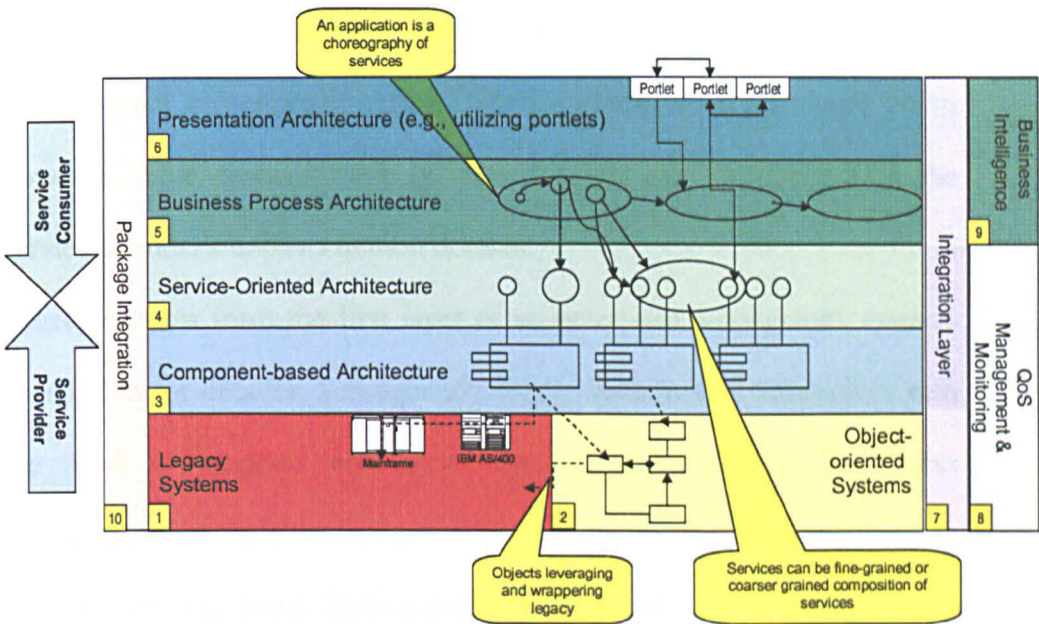 An application is a
choreography of
services
Portlet
Portlet
Portlet
Presentation Architecture (e.g., utilizing portlets)
6
Business Process Architecture
5
Service-Oriented Architecture
4
Component-based Architecture
3
Mainframe
IBM AS/400
Legacy
Systems
1
Object-
oriented Systems
2
Service
Consumer
Service
Provider
Package Integration
10
Integration Layer
7
Business
Intelligence
9
QoS
Management &
Monitoring
8
Objects leveraging
and wrappering
legacy
Services can be fine-grained or
coarser grained composition of
services